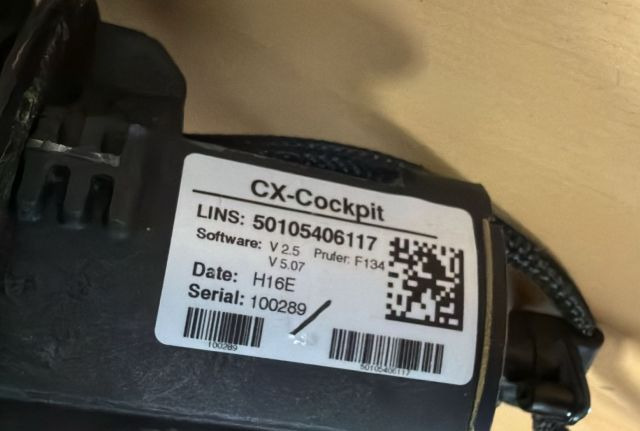 CX-Cockpit
LINS: 50105406117
Software: V 2.5 Prufer: F134
V 5.07
Date: H16E
Serial: 100289
100289
50105406117